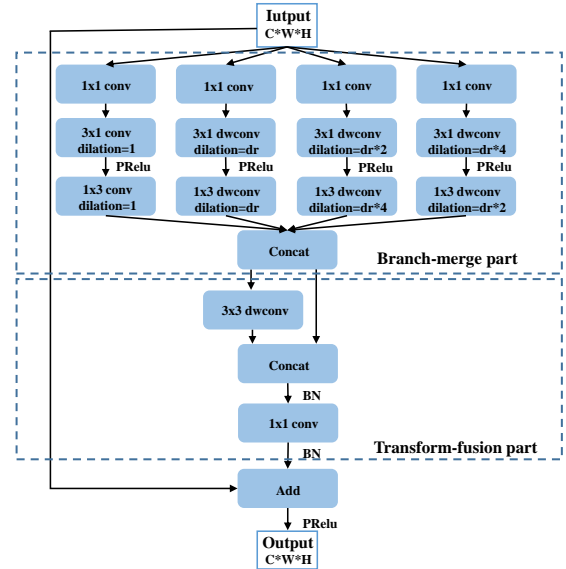 Iutput
C*W*H
1x1 conv 1x1 conv 1x1 conv 1x1 conv
3x1 conv 3x1 dwconv 3x1 dwconv 3x1 dwconv
dilation=1 dilation=dr dilation=dr*2 dilation=dr*4
PRelu PRelu PRelu PRelu
1x3 conv 1x3 dwconv 1x3 dwconv 1x3 dwconv
dilation=1 dilation=dr dilation=dr*4 dilation=dr*2
Concat
Branch-merge part
3x3 dwconv
Concat
BN
1x1 conv
Transform-fusion part
BN
Add
PRelu
Output
C*W*H